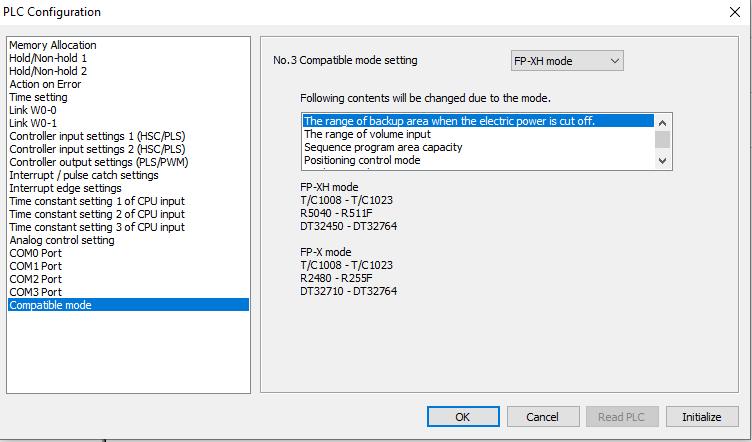 PLC Configuration
Memory Allocation
Hold/Non-hold 1
Hold/Non-hold 2
Action on Error
Time setting
Link W0-0
Link W0-1
Controller input settings 1 (HSC/PLS)
Controller input settings 2 (HSC/PLS)
Controller output settings (PLS/PWM)
Interrupt / pulse catch settings
Interrupt edge settings
Time constant setting 1 of CPU input
Time constant setting 2 of CPU input
Time constant setting 3 of CPU input
Analog control setting
COM0 Port
COM1 Port
COM2 Port
COM3 Port
Compatible mode
No.3 Compatible mode setting
FP-XH mode
Following contents will be changed due to the mode.
The range of backup area when the electric power is cut off.
The range of volume input
Sequence program area capacity
Positioning control mode
FP-XH mode
T/C1008 - T/C1023
R5040 - R511F
DT32450 - DT32764
FP-X mode
T/C1008 - T/C1023
R2480 - R255F
DT32710 - DT32764
OK
Cancel
Read PLC
Initialize